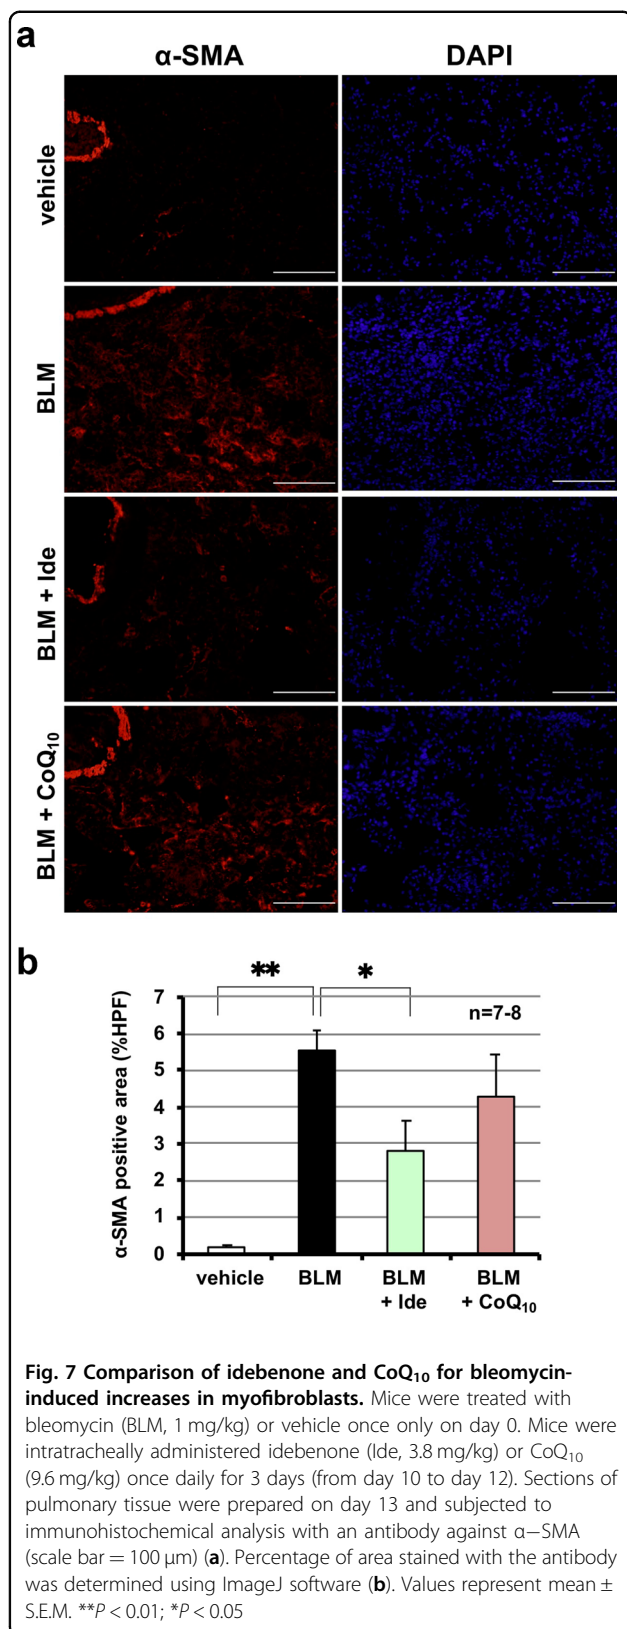 a
α-SMA DAPI
vehicle
BLM
BLM + Ide
BLM + CoQ10
b
** *
n=7-8
α-SMA positive area (%HPF)
7
6
5
4
3
2
1
0
vehicle BLM BLM + Ide BLM + CoQ10
Fig. 7 Comparison of idebenone and CoQ10 for bleomycin-
induced increases in myofibroblasts. Mice were treated with
bleomycin (BLM, 1 mg/kg) or vehicle once only on day 0. Mice were
intratracheally administered idebenone (Ide, 3.8 mg/kg) or CoQ10
(9.6 mg/kg) once daily for 3 days (from day 10 to day 12). Sections of
pulmonary tissue were prepared on day 13 and subjected to
immunohistochemical analysis with an antibody against α−SMA
(scale bar = 100 μm) (a). Percentage of area stained with the antibody
was determined using ImageJ software (b). Values represent mean ±
S.E.M. **P < 0.01; *P < 0.05